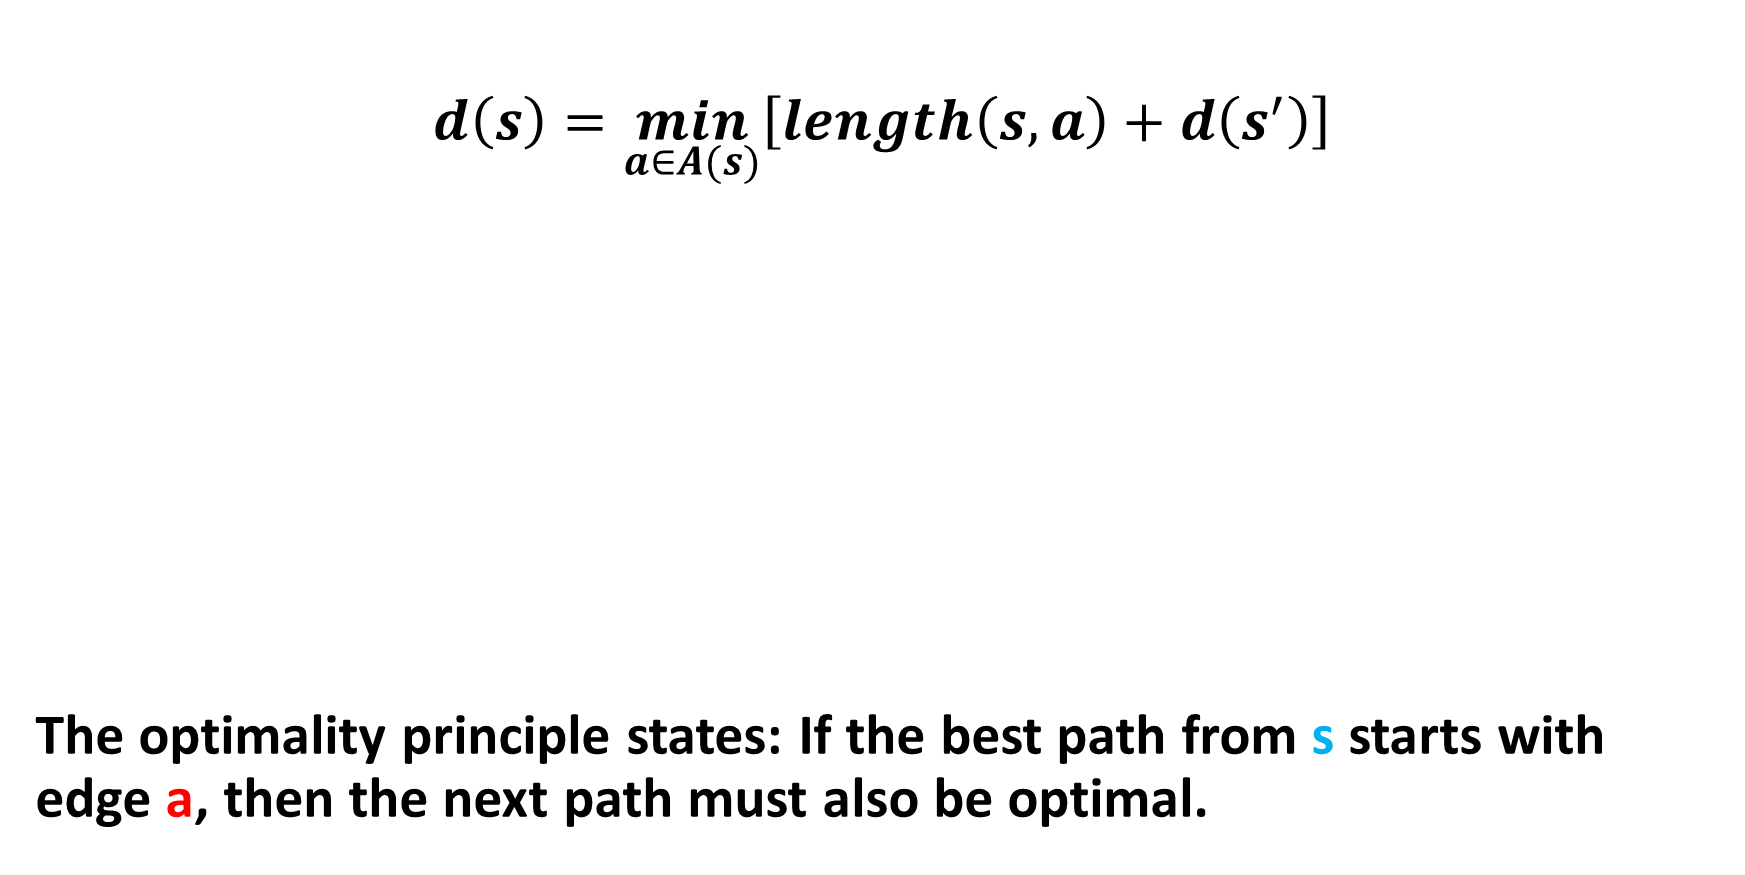 d(s) = min [length(s, a) + d(s′)]
a∈A(s)
The optimality principle states: If the best path from s starts with
edge a, then the next path must also be optimal.